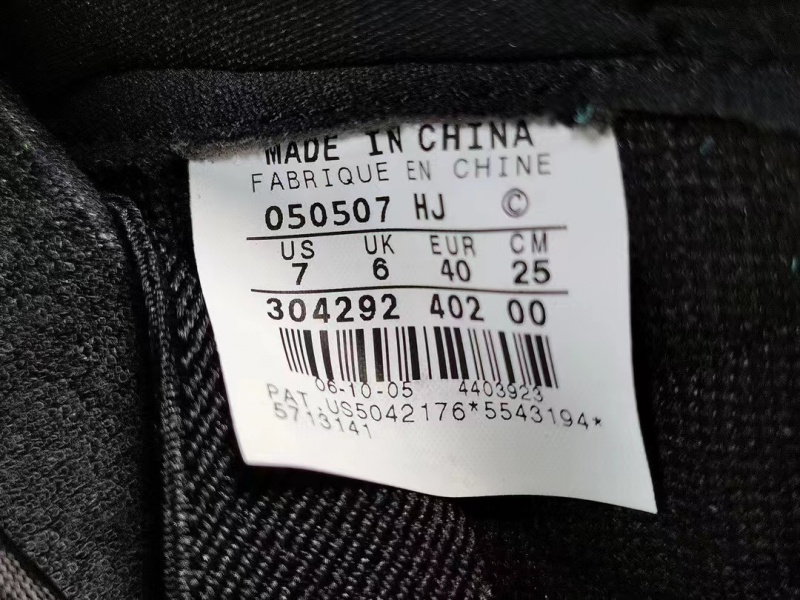 MADE IN CHINA
FABRIQUE EN CHINE
050507 HJ ©
US UK EUR CM
7 6 40 25
304292 402 00
06-10-05 4403923
PAT.US5042176*5543194*
5713141